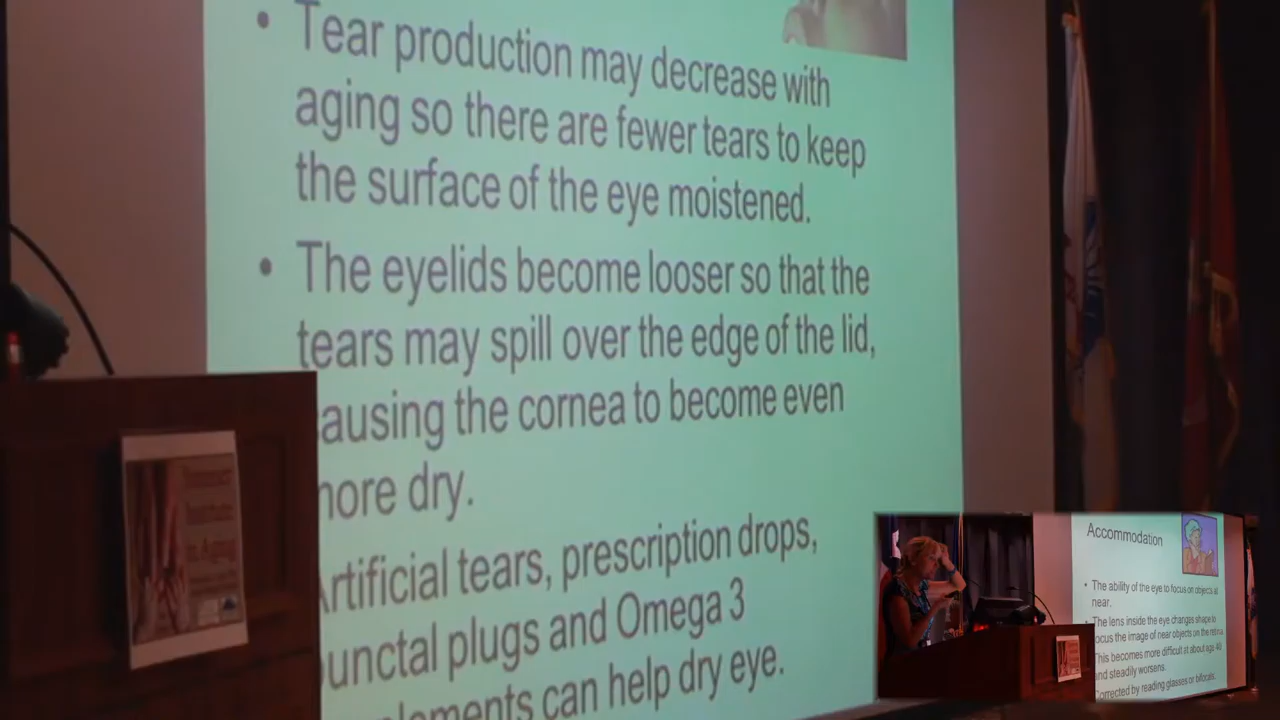 • Tear production may decrease with
aging so there are fewer tears to keep
the surface of the eye moistened.
• The eyelids become looser so that the
tears may spill over the edge of the lid,
causing the cornea to become even
more dry.
Artificial tears, prescription drops,
punctal plugs and Omega 3
can help dry eye.
Institute
Accommodation
• The ability of the eye to focus on objects at
near.
The lens inside the eye changes shape to
focus the image of near objects on the retina
This becomes more difficult at about age 40
and steadily worsens.
Corrected by reading glasses or bifocals.